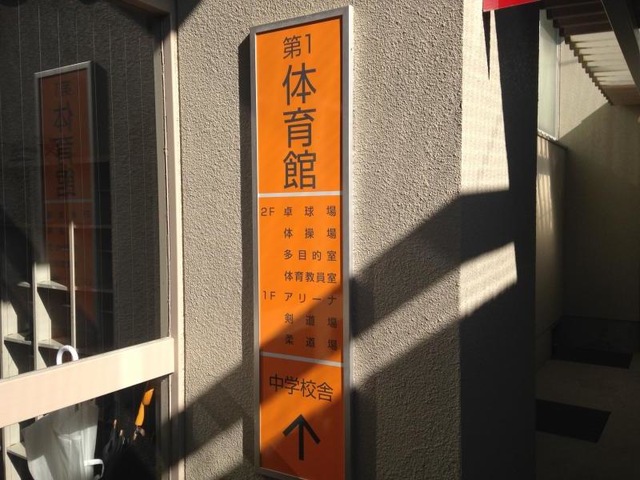 第1
体育館
2F 卓球場
体操場
多目的室
体育教員室
1F アリーナ
剣道場
柔道場
中学校舎
↑